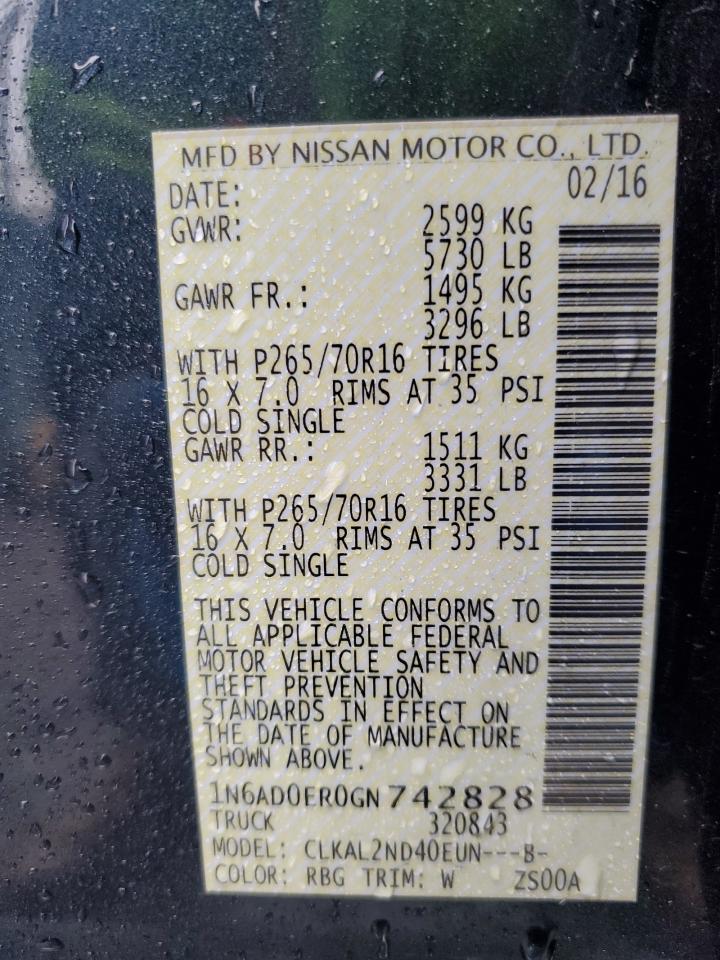 MFD BY NISSAN MOTOR CO., LTD.
DATE: 02/16
GVWR: 2599 KG
5730 LB
GAWR FR.: 1495 KG
3296 LB
WITH P265/70R16 TIRES
16 X 7.0 RIMS AT 35 PSI
COLD SINGLE
GAWR RR.: 1511 KG
3331 LB
WITH P265/70R16 TIRES
16 X 7.0 RIMS AT 35 PSI
COLD SINGLE
THIS VEHICLE CONFORMS TO
ALL APPLICABLE FEDERAL
MOTOR VEHICLE SAFETY AND
THEFT PREVENTION
STANDARDS IN EFFECT ON
THE DATE OF MANUFACTURE
SHOWN ABOVE.
1N6AD0ER0GN 742828
TRUCK 320843
MODEL: CLKAL2ND40EUN---B-
COLOR: RBG TRIM: W ZS00A